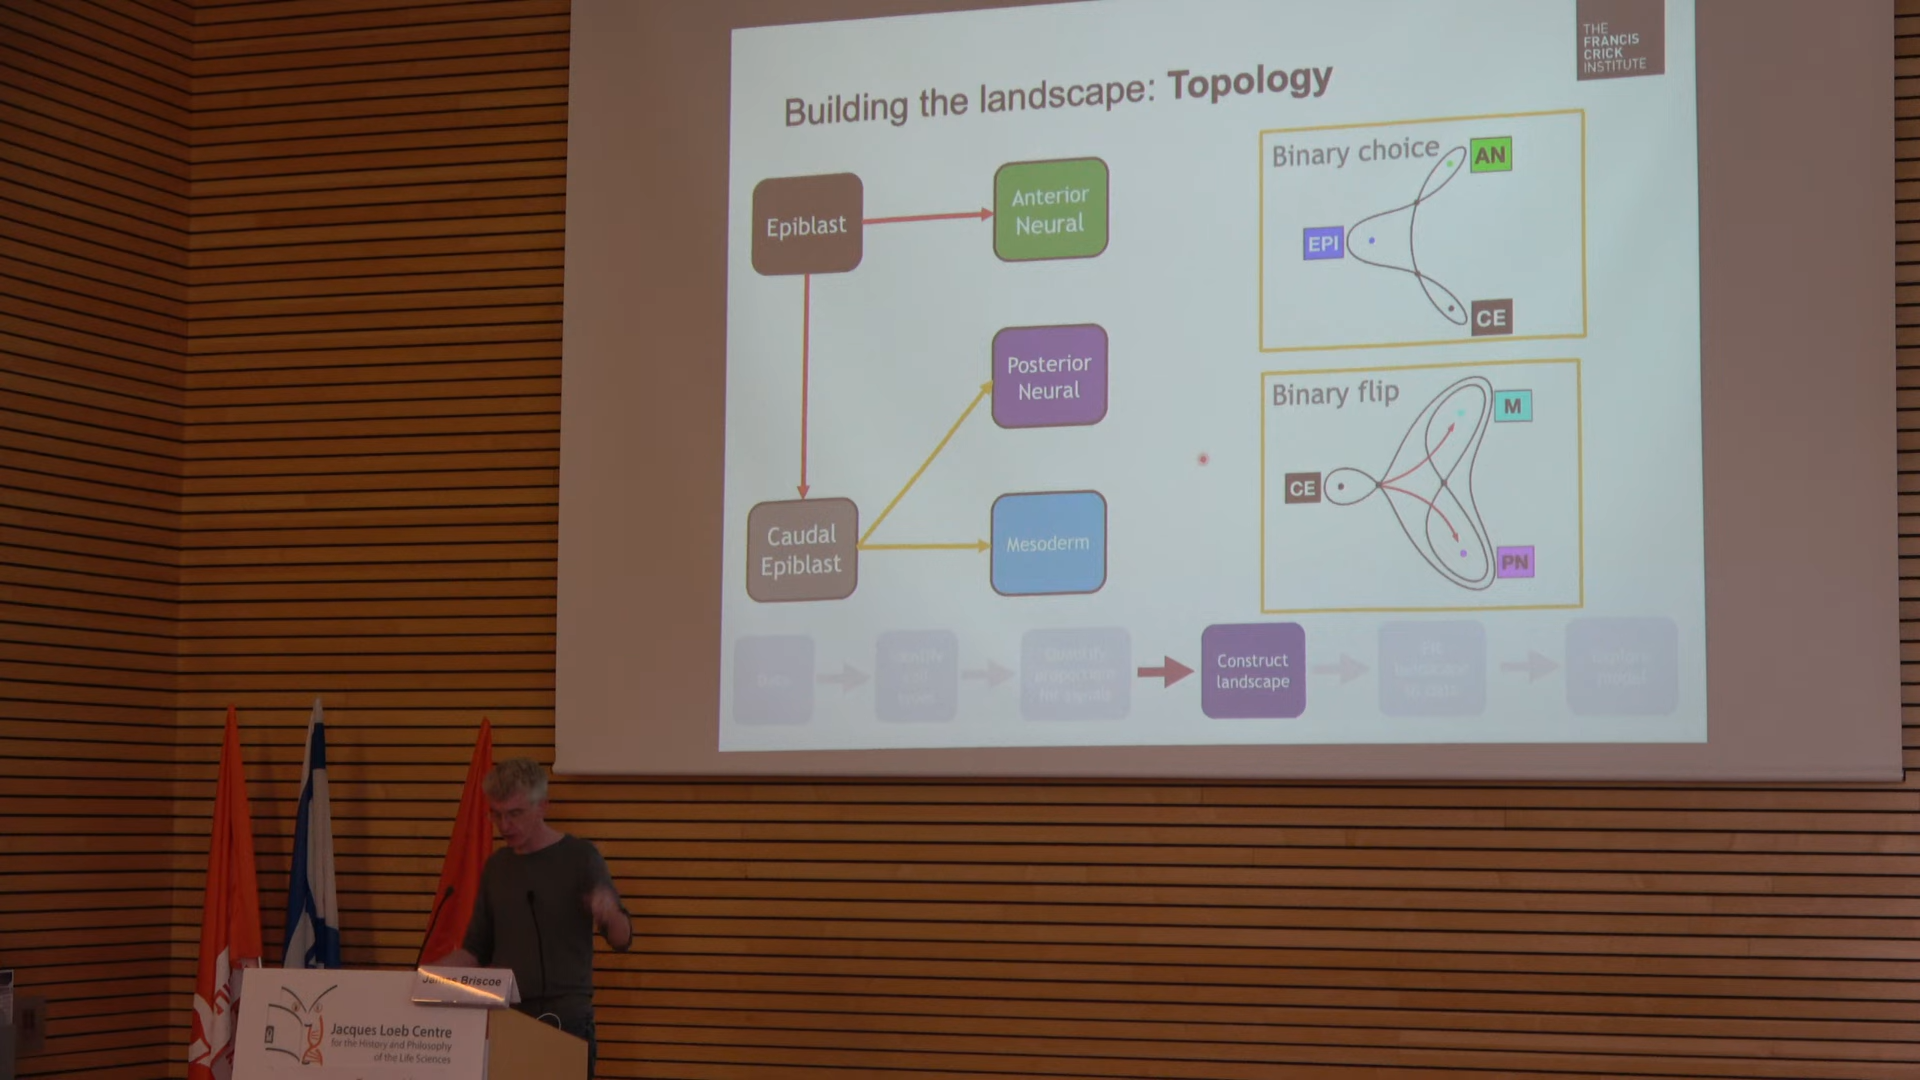 THE
FRANCIS
CRICK
INSTITUTE
Building the landscape: Topology
Epiblast
Anterior
Neural
Posterior
Neural
Caudal
Epiblast
Mesoderm
Binary choice
AN
EPI
CE
Binary flip
M
CE
PN
Construct
landscape
James Briscoe
Jacques Loeb Centre
for the History and Philosophy
of the Life Sciences